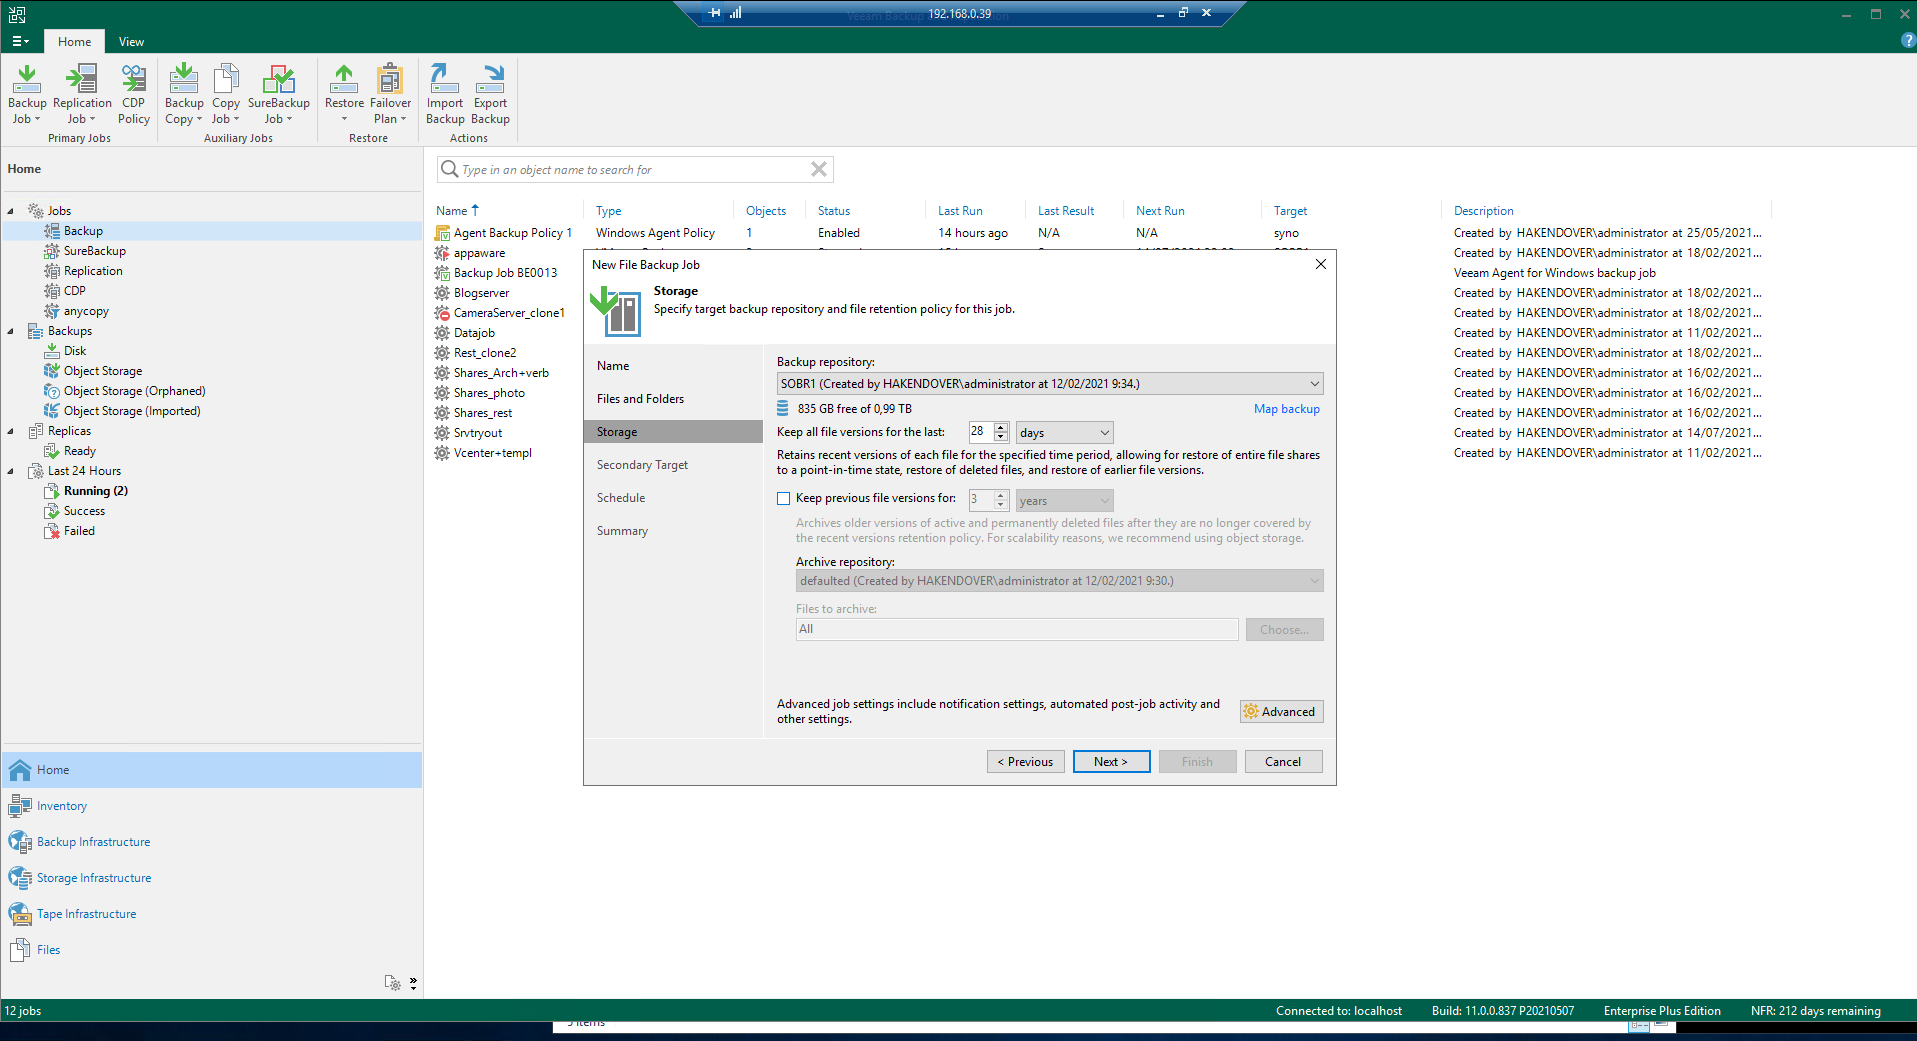 192.168.0.39
Home
View
Backup Job
Replication Job
CDP Policy
Primary Jobs
Backup Copy
Copy Job
SureBackup Job
Auxiliary Jobs
Restore
Failover Plan
Restore
Import Backup
Export Backup
Actions
Home
Jobs
Backup
SureBackup
Replication
CDP
anycopy
Backups
Disk
Object Storage
Object Storage (Orphaned)
Object Storage (Imported)
Replicas
Ready
Last 24 Hours
Running (2)
Success
Failed
Home
Inventory
Backup Infrastructure
Storage Infrastructure
Tape Infrastructure
Files
Type in an object name to search for
Name Type Objects Status Last Run Last Result Next Run Target Description
Agent Backup Policy 1 Windows Agent Policy 1 Enabled 14 hours ago N/A N/A syno Created by HAKENDOVER\administrator at 25/05/2021...
appaware Created by HAKENDOVER\administrator at 18/02/2021...
Backup Job BE0013 Veeam Agent for Windows backup job
Blogserver Created by HAKENDOVER\administrator at 18/02/2021...
CameraServer_clone1 Created by HAKENDOVER\administrator at 18/02/2021...
Datajob Created by HAKENDOVER\administrator at 11/02/2021...
Rest_clone2 Created by HAKENDOVER\administrator at 18/02/2021...
Shares_Arch+verb Created by HAKENDOVER\administrator at 16/02/2021...
Shares_photo Created by HAKENDOVER\administrator at 16/02/2021...
Shares_rest Created by HAKENDOVER\administrator at 16/02/2021...
Srvtryout Created by HAKENDOVER\administrator at 14/07/2021...
Vcenter+templ Created by HAKENDOVER\administrator at 11/02/2021...
New File Backup Job
Storage
Specify target backup repository and file retention policy for this job.
Name
Files and Folders
Storage
Secondary Target
Schedule
Summary
Backup repository:
SOBR1 (Created by HAKENDOVER\administrator at 12/02/2021 9:34.)
835 GB free of 0,99 TB Map backup
Keep all file versions for the last: 28 days
Retains recent versions of each file for the specified time period, allowing for restore of entire file shares
to a point-in-time state, restore of deleted files, and restore of earlier file versions.
Keep previous file versions for: 3 years
Archives older versions of active and permanently deleted files after they are no longer covered by
the recent versions retention policy. For scalability reasons, we recommend using object storage.
Archive repository:
defaulted (Created by HAKENDOVER\administrator at 12/02/2021 9:30.)
Files to archive:
All Choose...
Advanced job settings include notification settings, automated post-job activity and
other settings.
Advanced
< Previous Next > Finish Cancel
12 jobs Connected to: localhost Build: 11.0.0.837 P20210507 Enterprise Plus Edition NFR: 212 days remaining
items